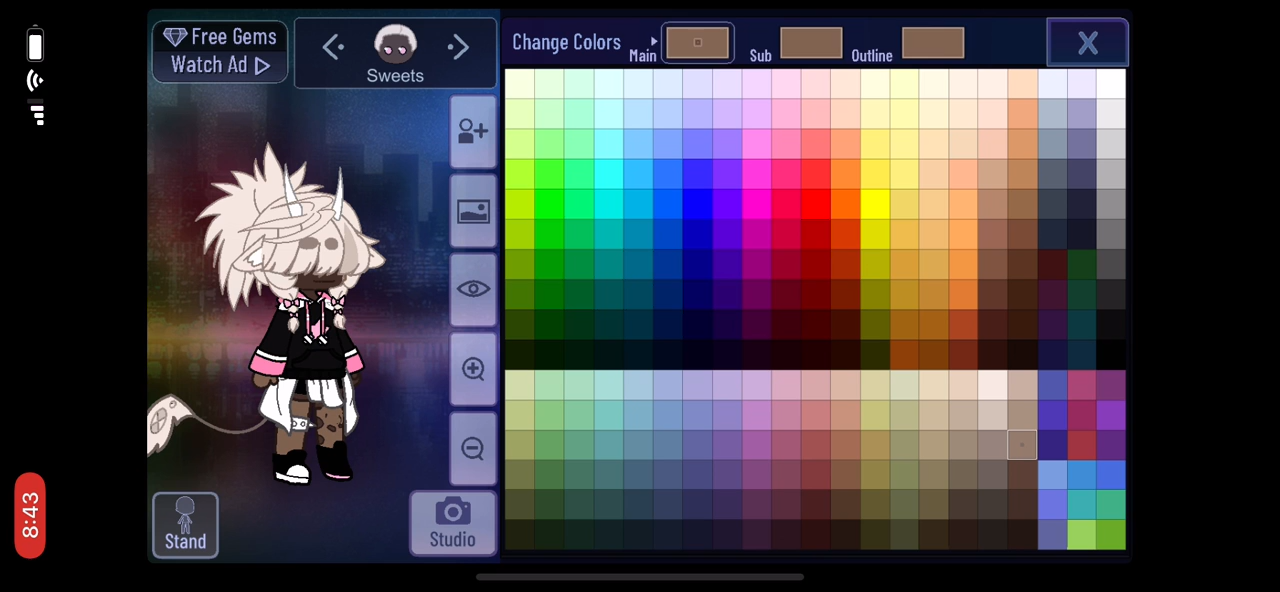 8:43
Free Gems
Watch Ad
Sweets
Change Colors
Main
Sub
Outline
X
Stand
Studio